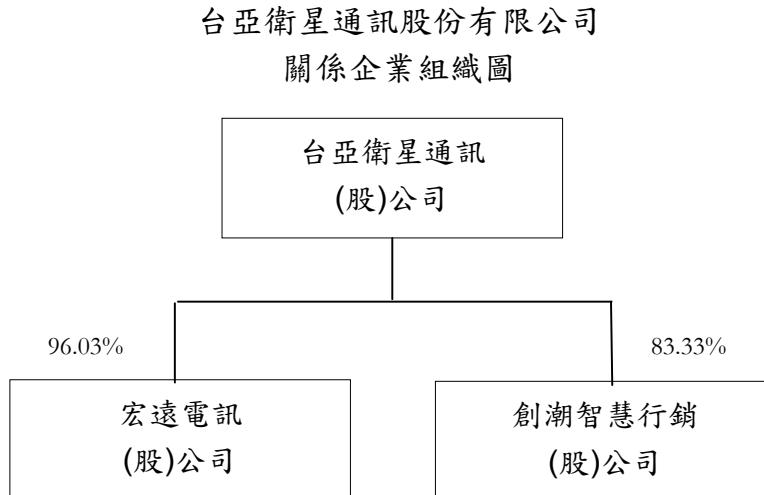 台亞衛星通訊股份有限公司
關係企業組織圖
台亞衛星通訊
(股)公司
96.03%
83.33%
宏遠電訊
(股)公司
創潮智慧行銷
(股)公司